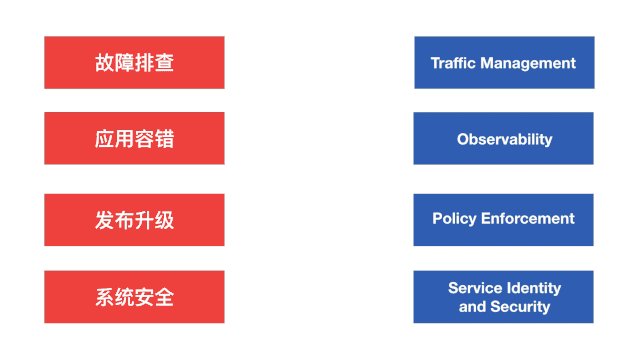 故障排查
Traffic Management
应用容错
Observability
发布升级
Policy Enforcement
系统安全
Service Identity
and Security